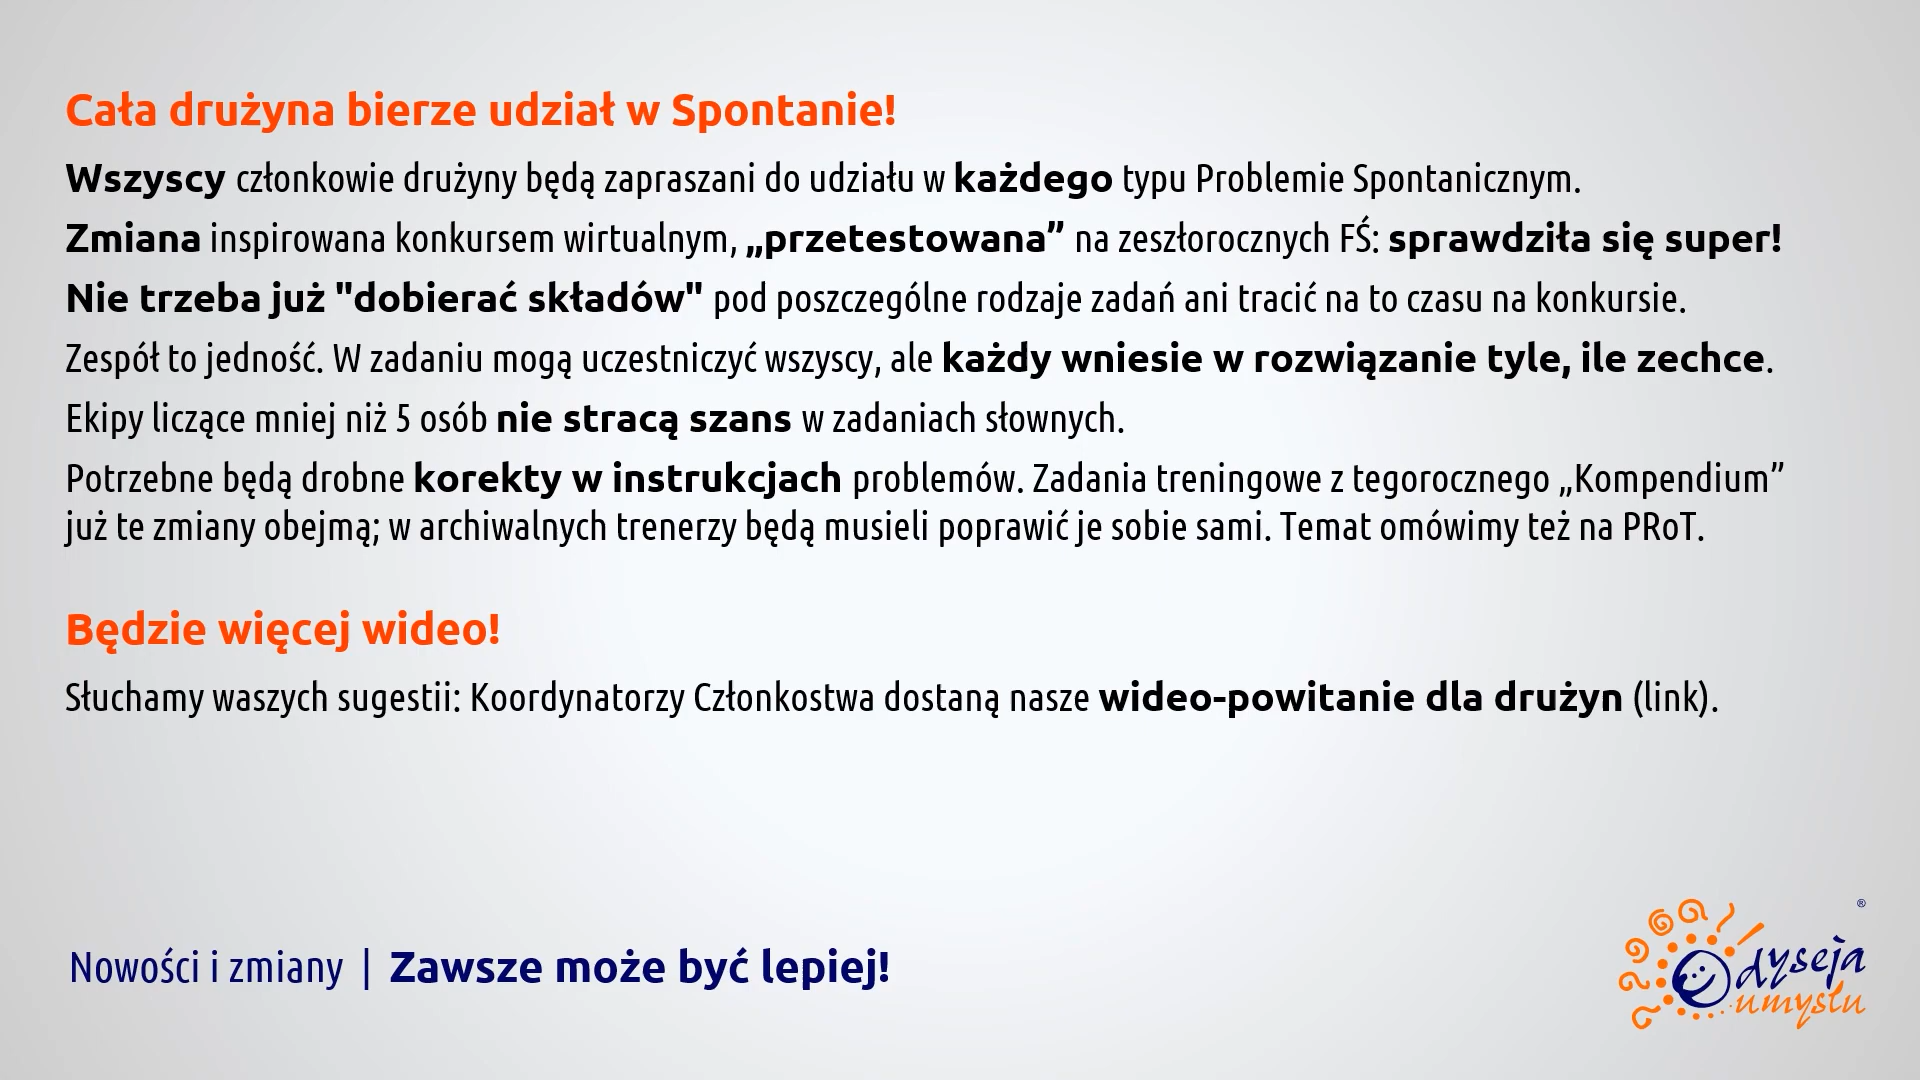 Cała drużyna bierze udział w Spontanie!
Wszyscy członkowie drużyny będą zapraszani do udziału w każdego typu Problemie Spontanicznym.
Zmiana inspirowana konkursem wirtualnym, „przetestowana” na zeszłorocznych FŚ: sprawdziła się super!
Nie trzeba już "dobierać składów" pod poszczególne rodzaje zadań ani tracić na to czasu na konkursie.
Zespół to jedność. W zadaniu mogą uczestniczyć wszyscy, ale każdy wniesie w rozwiązanie tyle, ile zechce.
Ekipy liczące mniej niż 5 osób nie stracą szans w zadaniach słownych.
Potrzebne będą drobne korekty w instrukcjach problemów. Zadania treningowe z tegorocznego „Kompendium”
już te zmiany obejmą; w archiwalnych trenerzy będą musieli poprawić je sobie sami. Temat omówimy też na PRoT.
Będzie więcej wideo!
Słuchamy waszych sugestii: Koordynatorzy Członkostwa dostaną nasze wideo-powitanie dla drużyn (link).
Nowości i zmiany | Zawsze może być lepiej!
Odyseja ®
umysłu